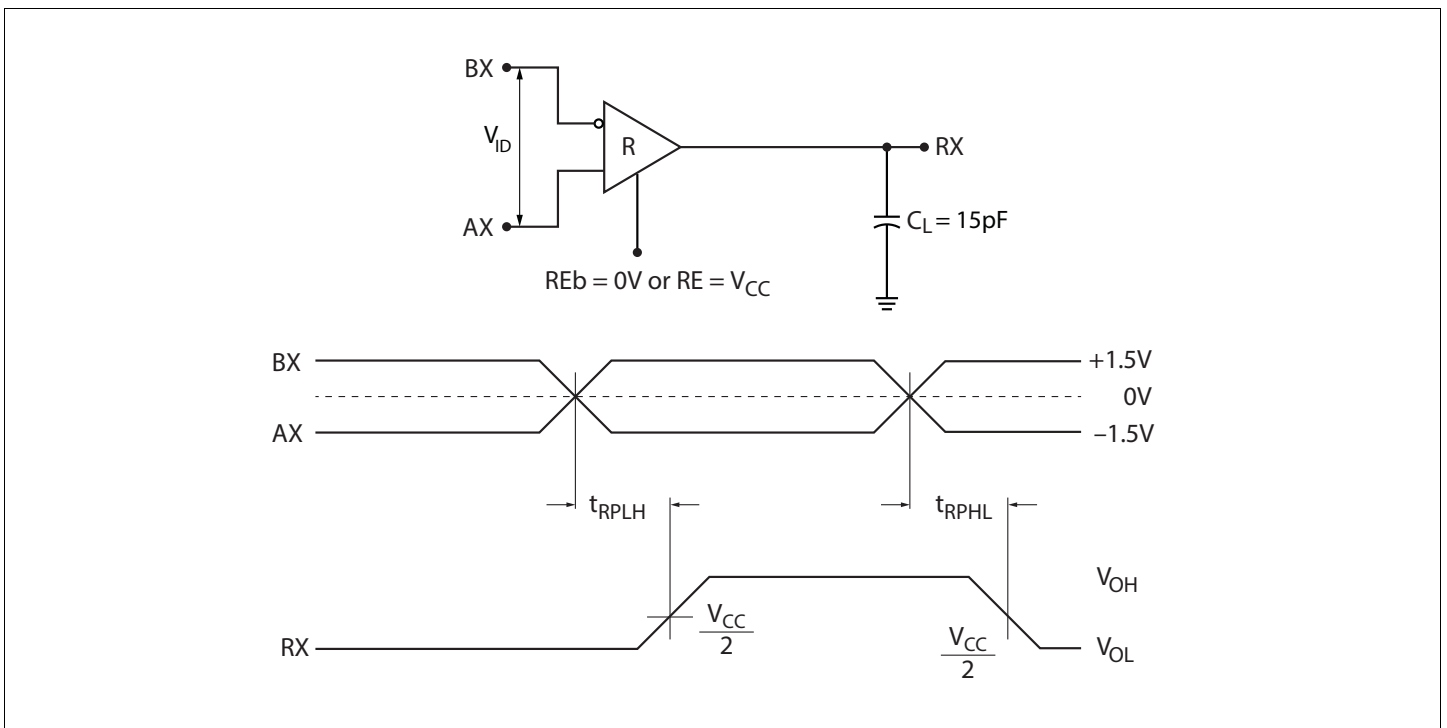 BX
V_ID
R
RX
AX
C_L = 15pF
REb = 0V or RE = V_CC
BX
+1.5V
0V
AX
–1.5V
t_RPLH
t_RPHL
V_OH
V_CC
2
V_CC
2
RX
V_OL